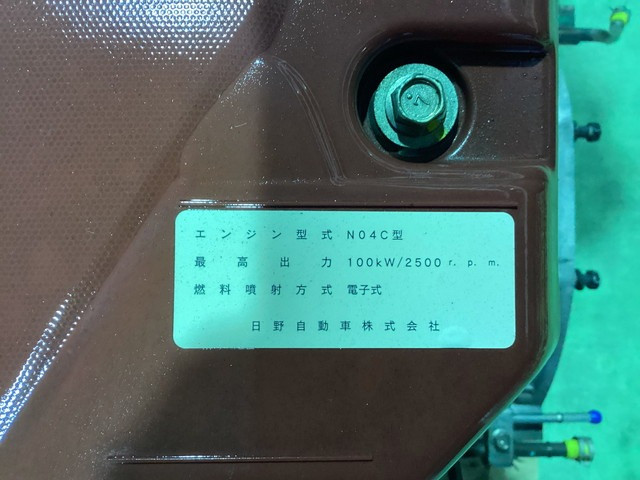 エンジン型式 N04C型
最高出力 100kW/2500 r.p.m.
燃料噴射方式 電子式
日野自動車株式会社